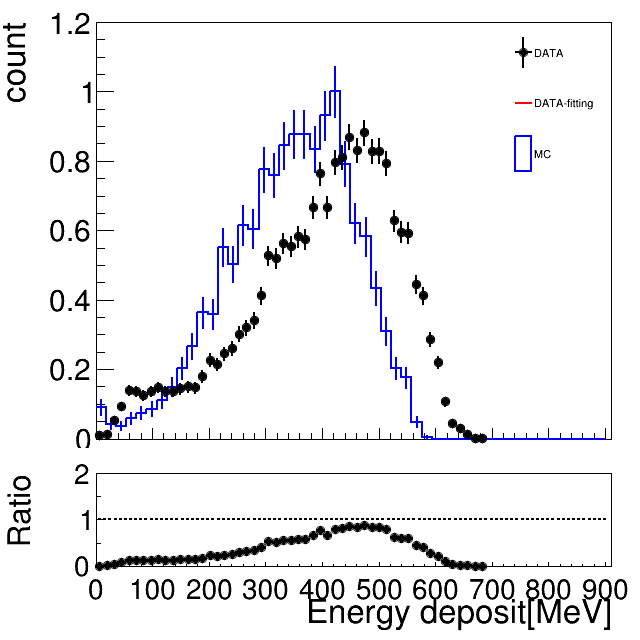 count
1.2
1
0.8
0.6
0.4
0.2
0
DATA
DATA-fitting
MC
Ratio
2
1
0
0 100 200 300 400 500 600 700 800 900
Energy deposit[MeV]